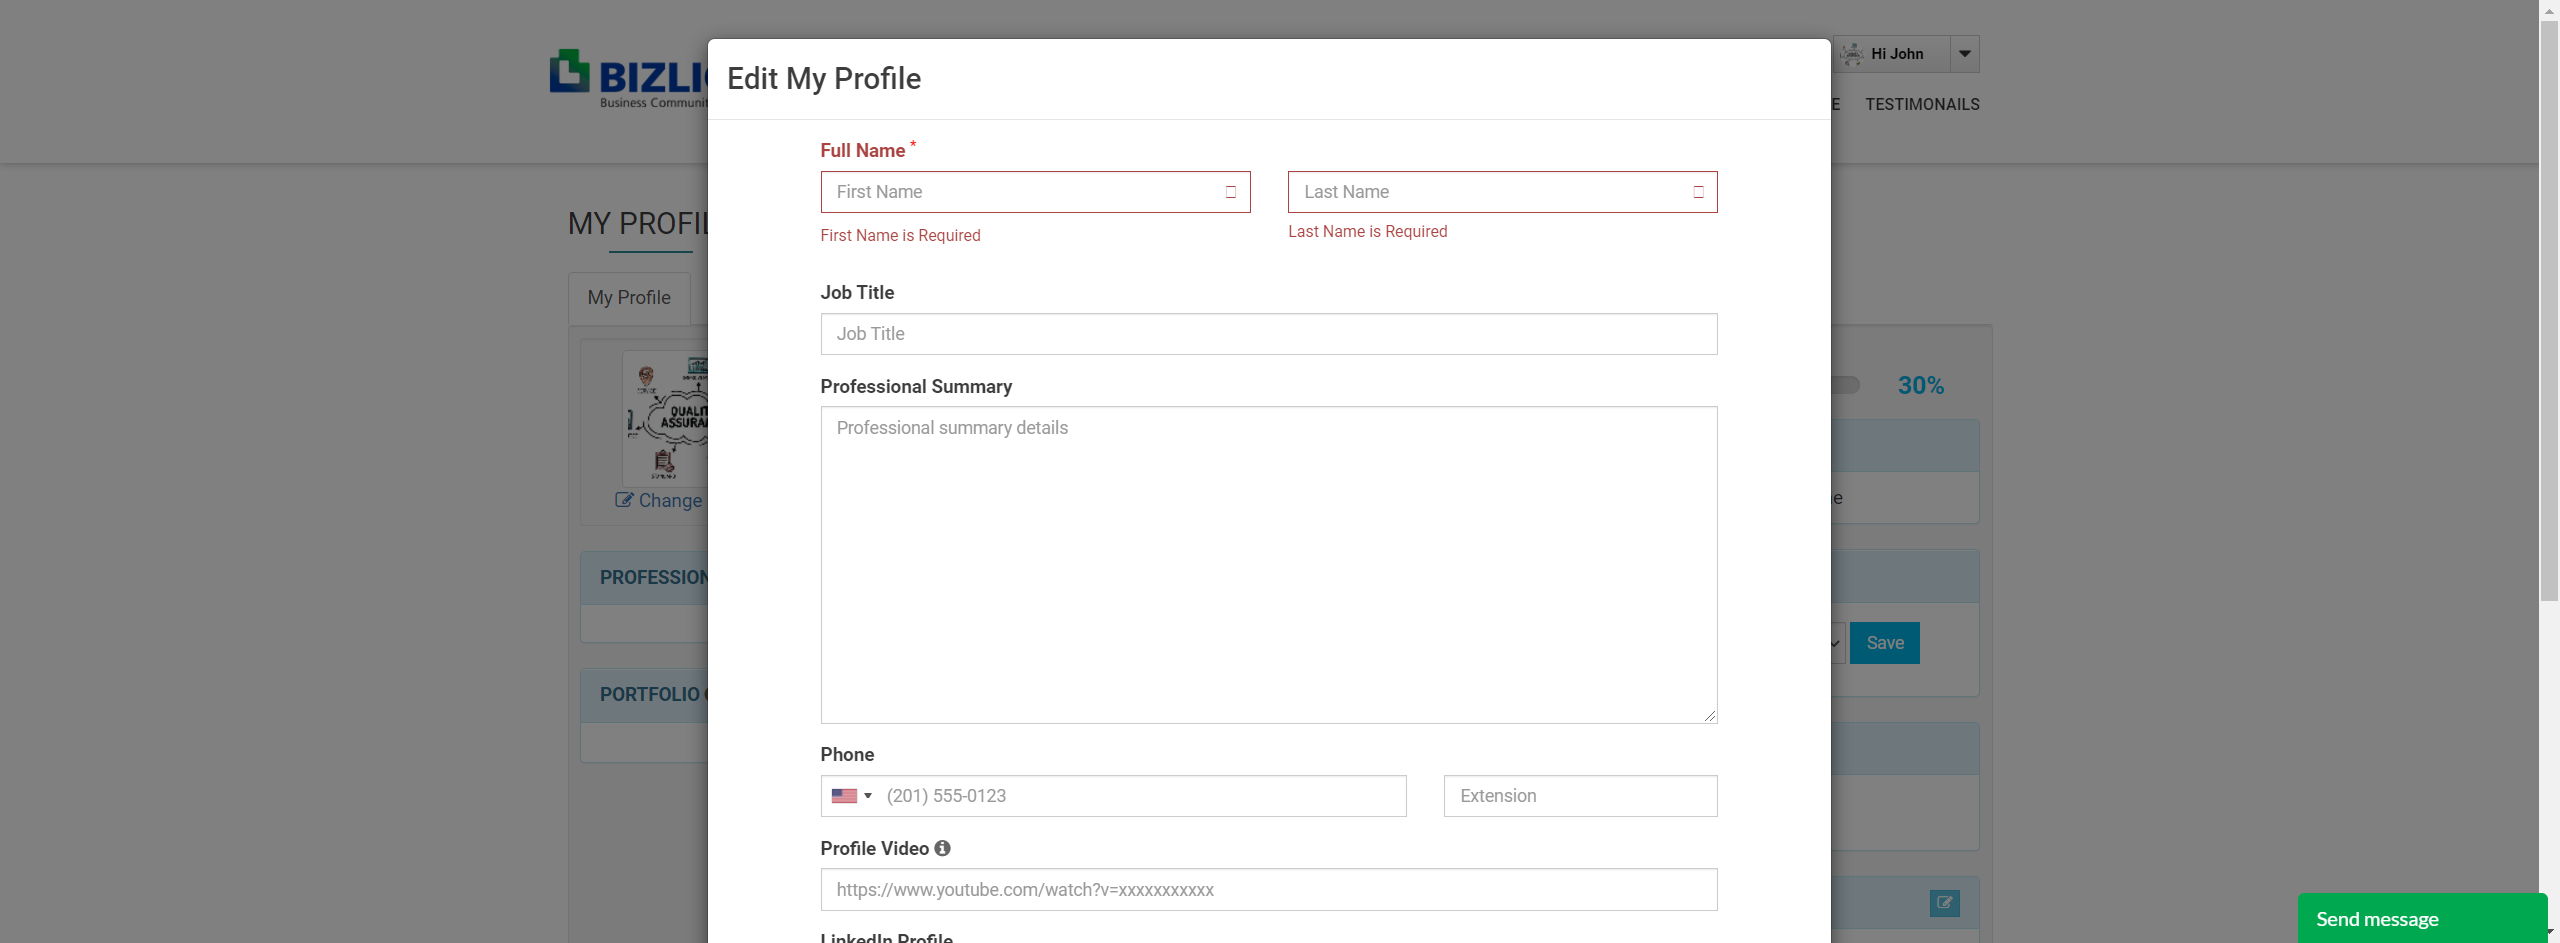 BIZLI
Business Communit
Hi John
E TESTIMONAILS
MY PROFIL
My Profile
QUALIT
ASSURA
Change
30%
PROFESSION
e
Save
PORTFOLIO
Edit My Profile
Full Name *
First Name
Last Name
First Name is Required
Last Name is Required
Job Title
Job Title
Professional Summary
Professional summary details
Phone
(201) 555-0123
Extension
Profile Video
https://www.youtube.com/watch?v=xxxxxxxxxxx
LinkedIn Profile
Send message